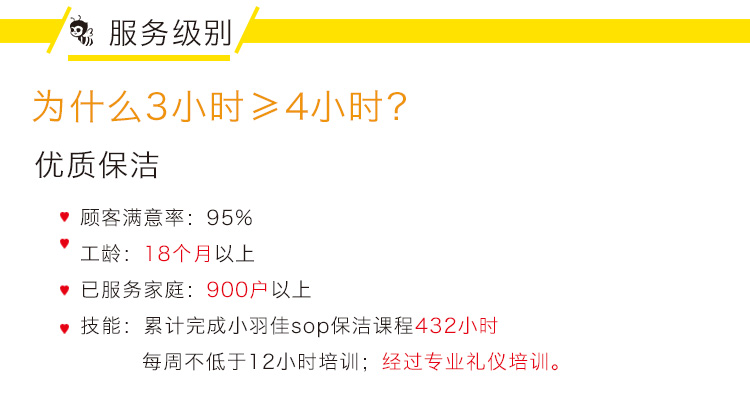 服务级别
为什么3小时≥4小时?
优质保洁
顾客满意率：95%
工龄：18个月以上
已服务家庭：900户以上
技能：累计完成小羽佳sop保洁课程432小时
每周不低于12小时培训；经过专业礼仪培训。